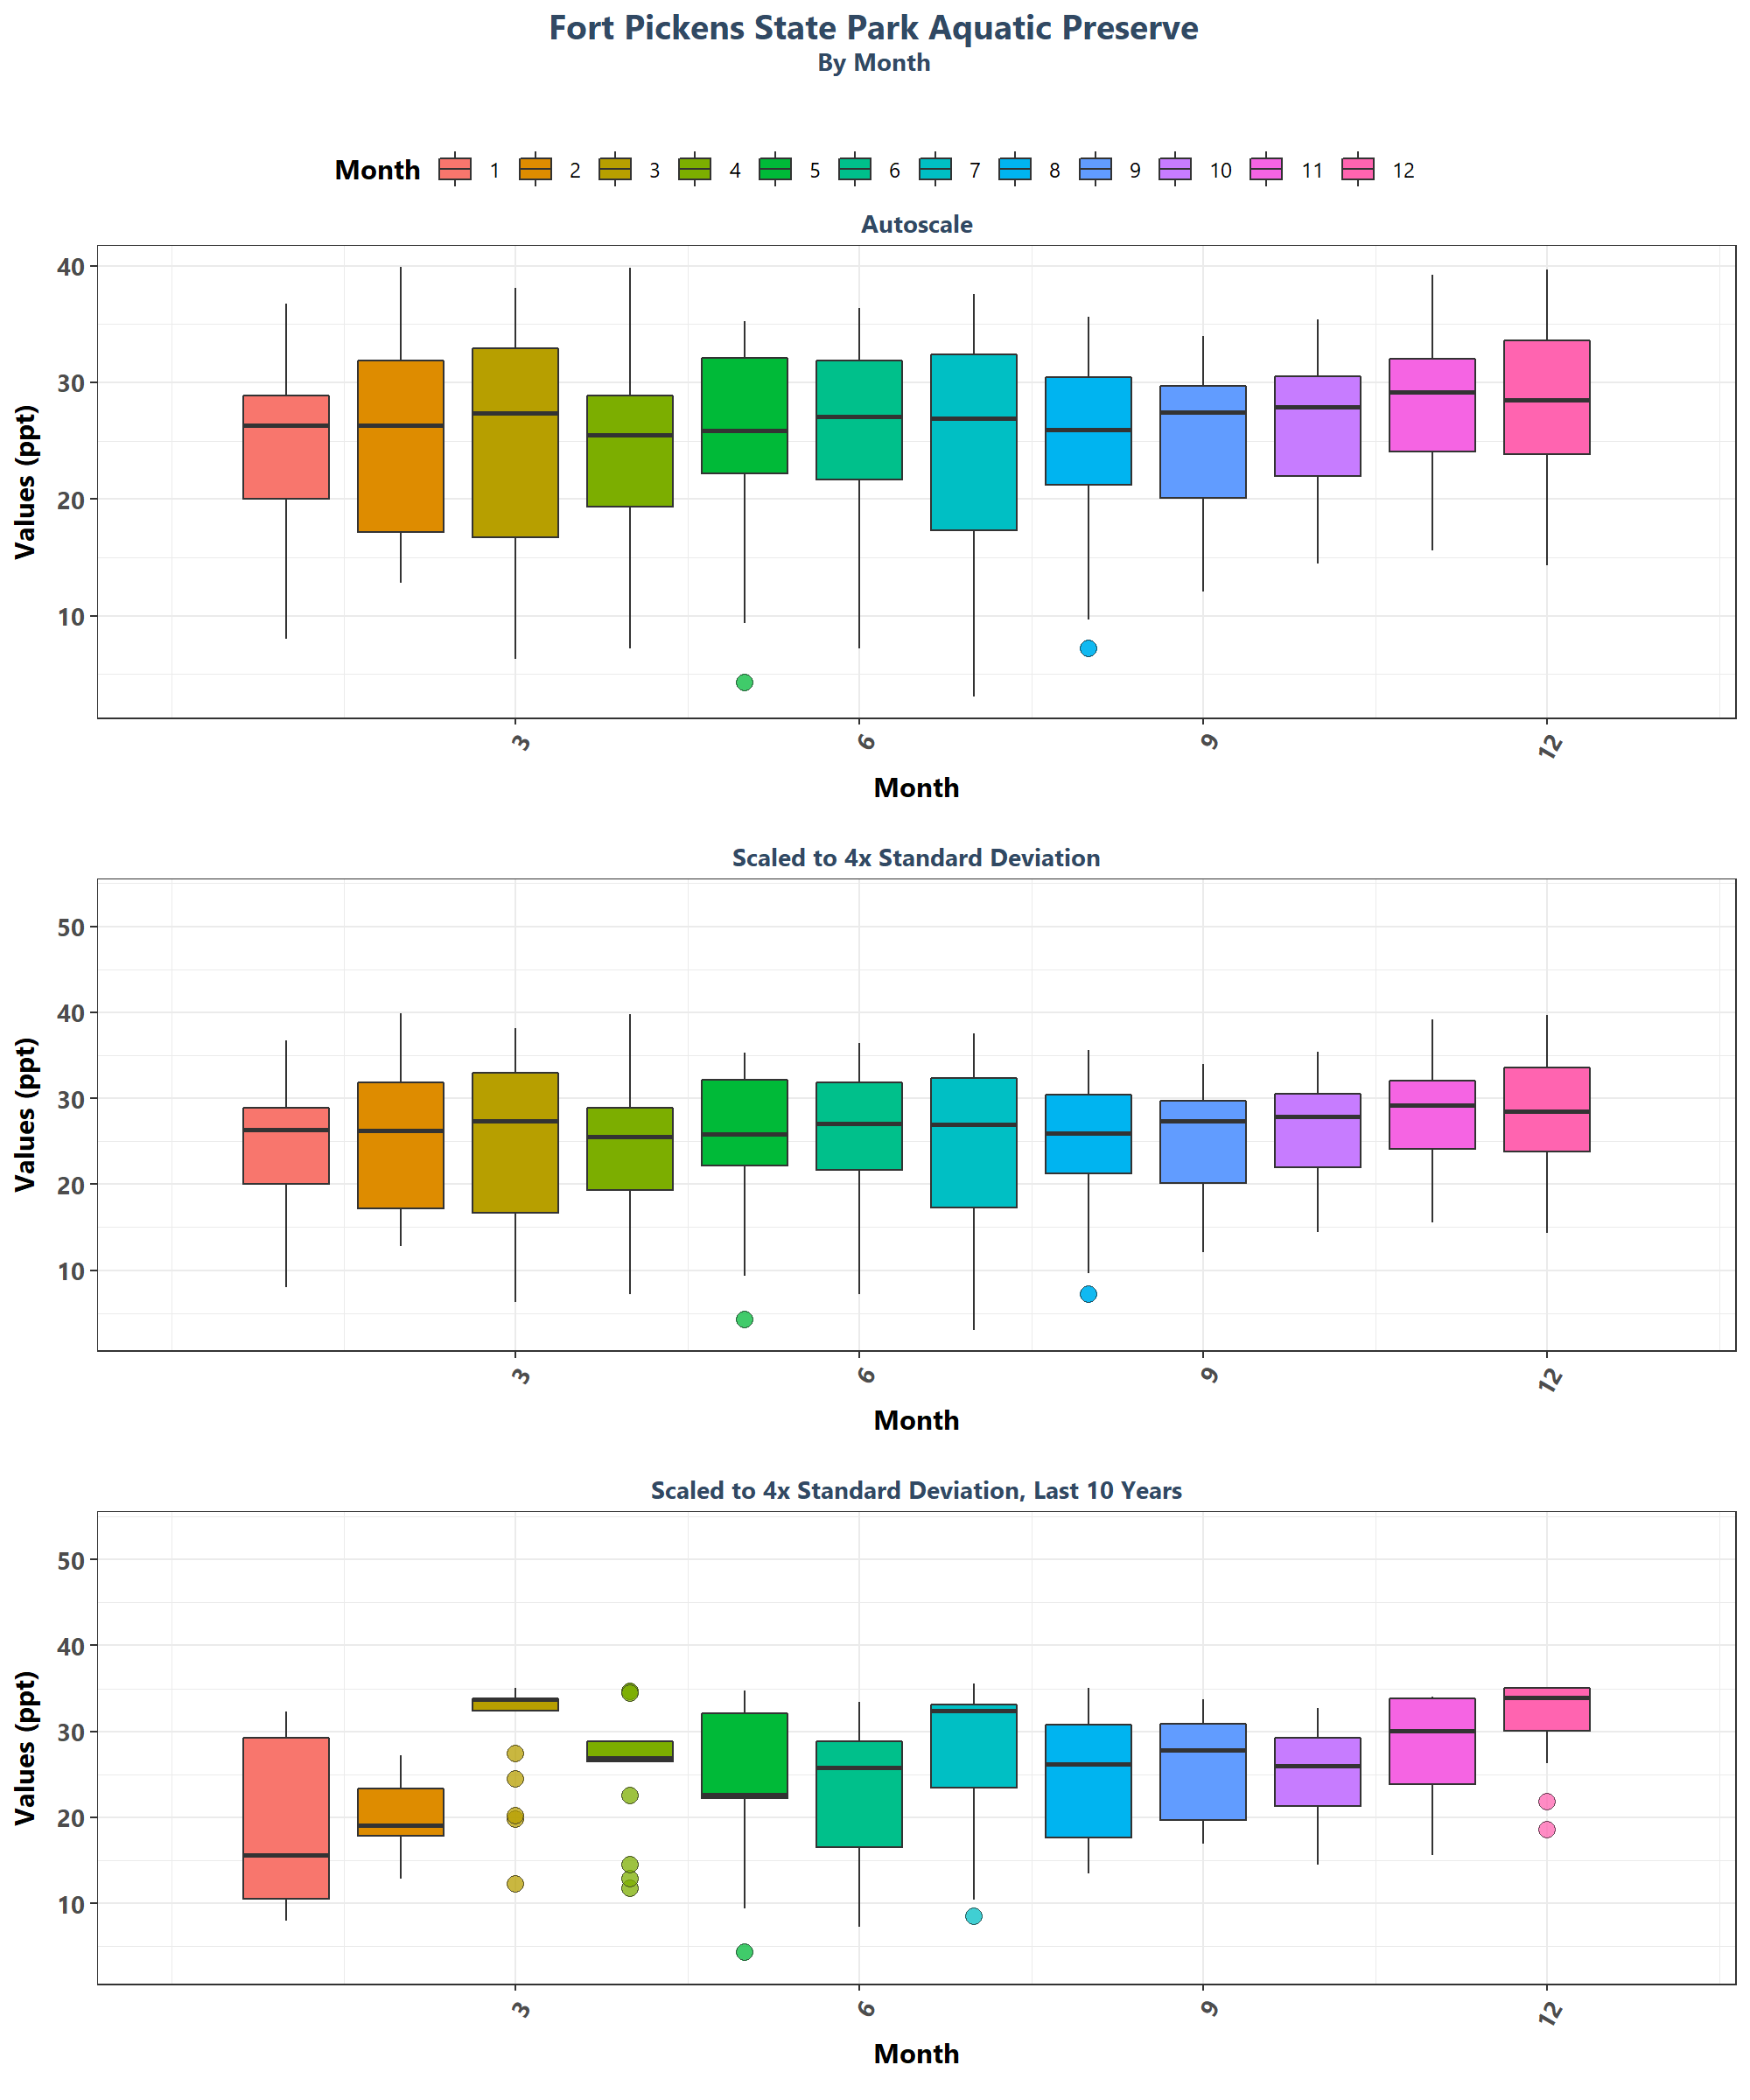 Fort Pickens State Park Aquatic Preserve
By Month
Month 1 2 3 4 5 6 7 8 9 10 11 12
Autoscale
Values (ppt)
40
30
20
10
3 6 9 12
Month
Scaled to 4x Standard Deviation
Values (ppt)
50
40
30
20
10
3 6 9 12
Month
Scaled to 4x Standard Deviation, Last 10 Years
Values (ppt)
50
40
30
20
10
3 6 9 12
Month